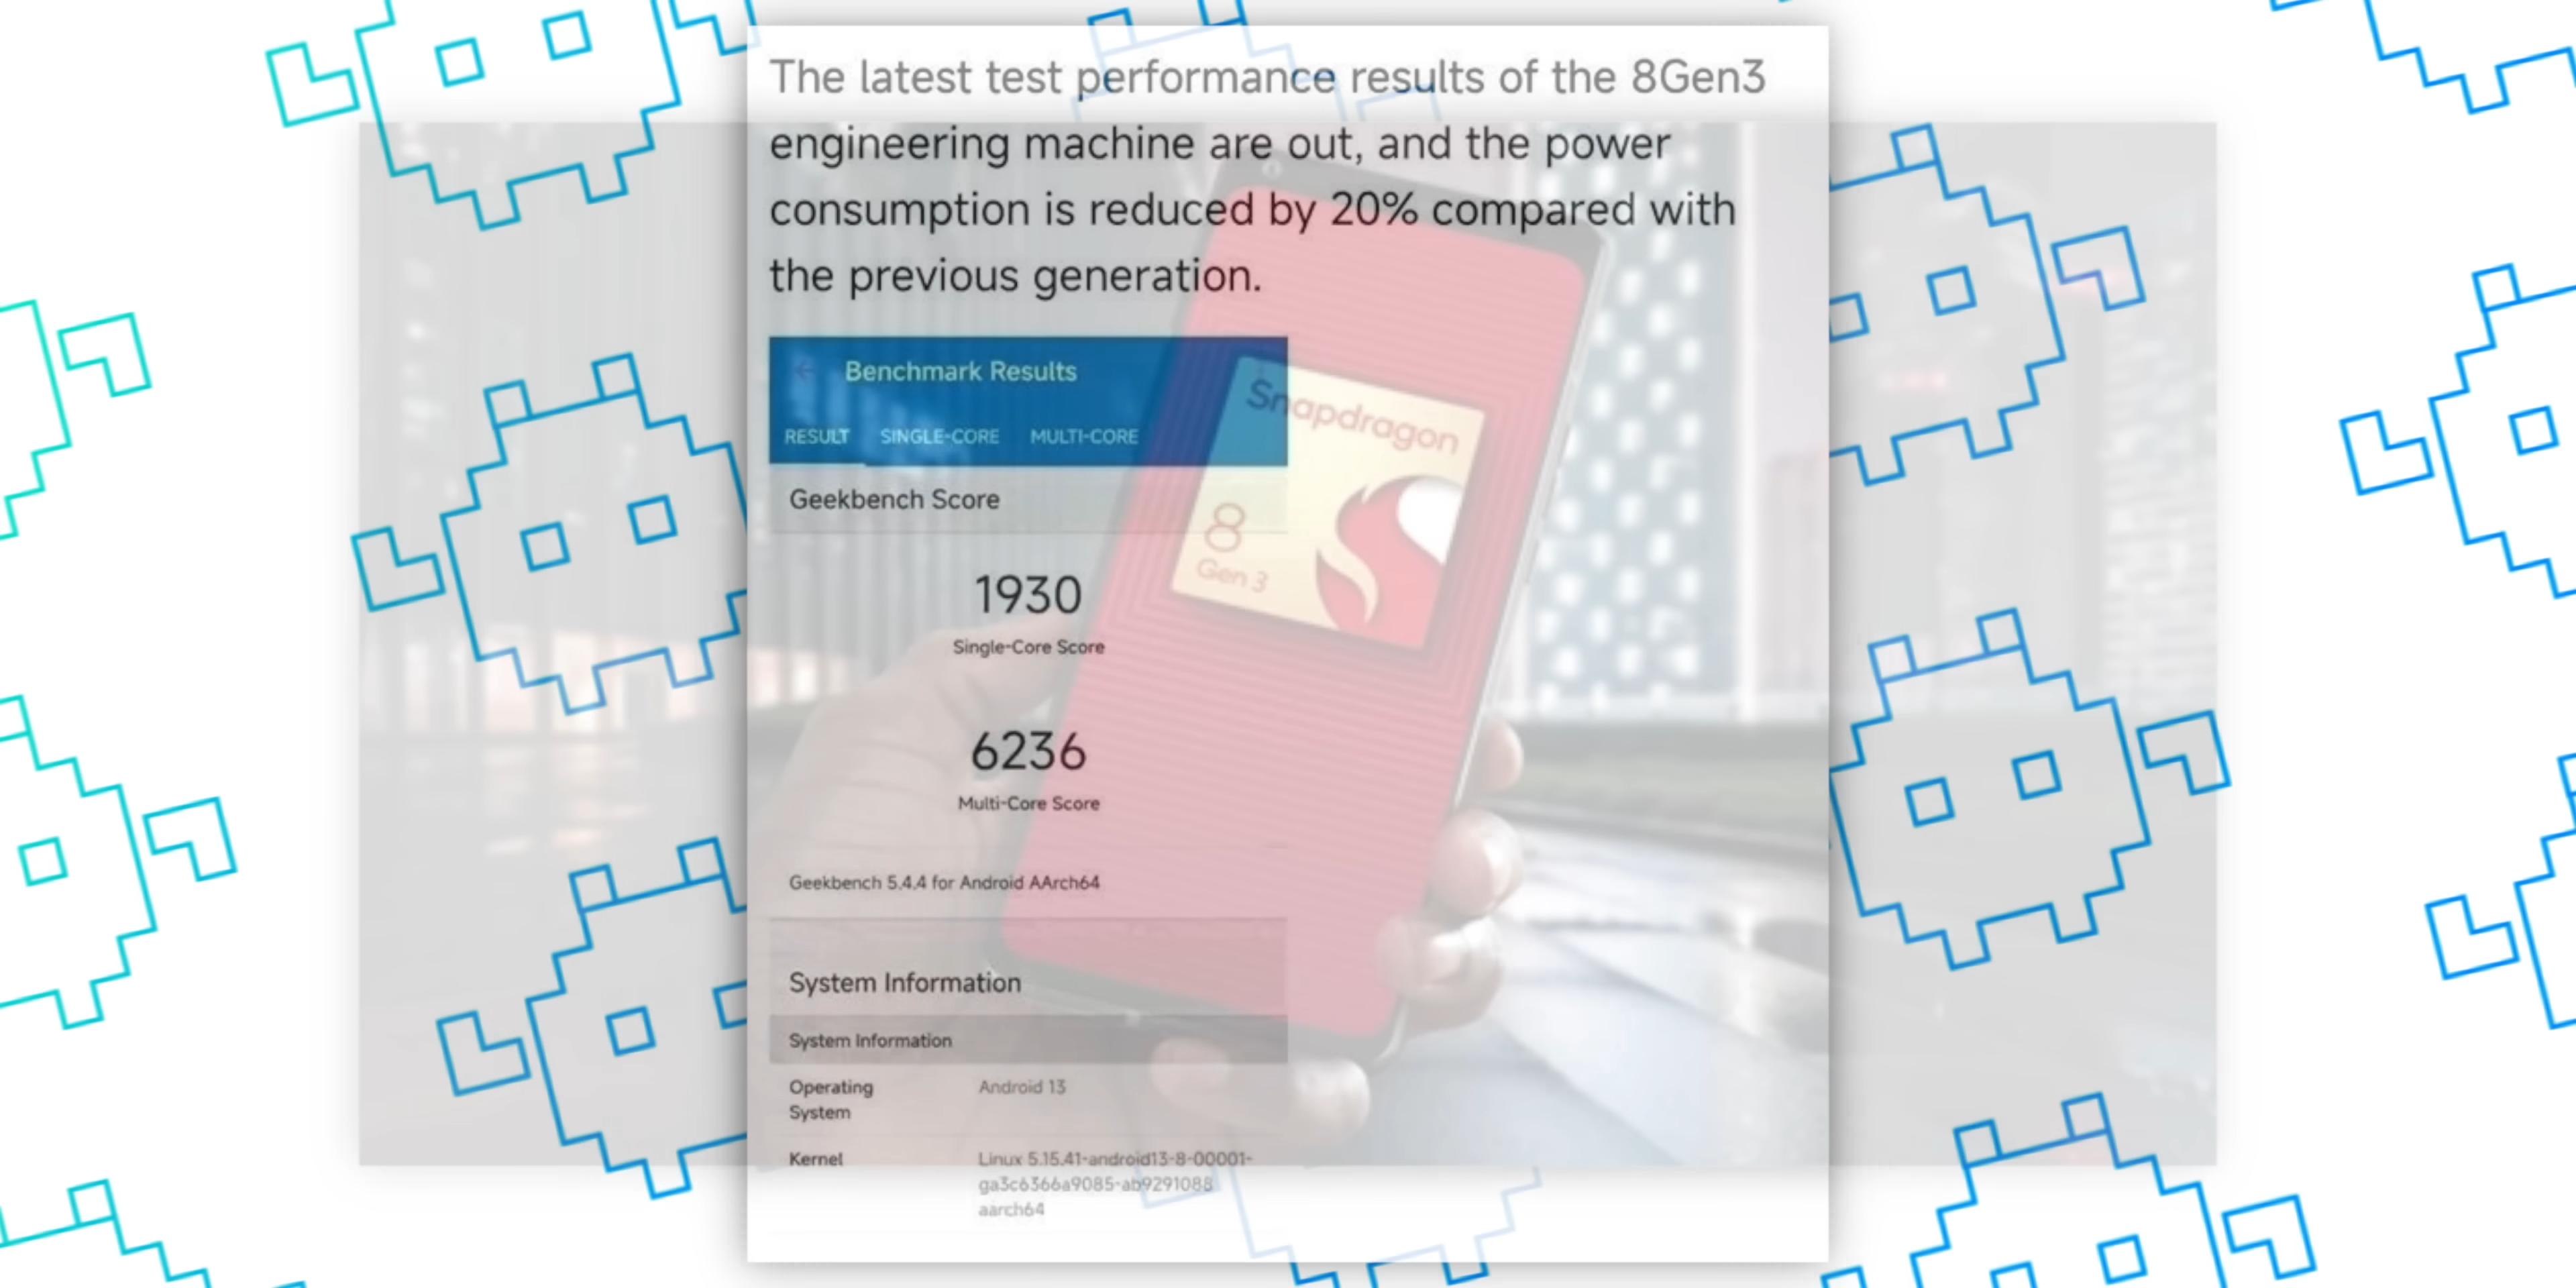 The latest test performance results of the 8Gen3
engineering machine are out, and the power
consumption is reduced by 20% compared with
the previous generation.
Benchmark Results
RESULT SINGLE-CORE MULTI-CORE
Snapdragon
8
Gen 3
Geekbench Score
1930
Single-Core Score
6236
Multi-Core Score
Geekbench 5.4.4 for Android AArch64
System Information
System Information
Operating System Android 13
Kernel Linux 5.15.41-android13-8-00001-
ga3c6366a9085-ab9291088
aarch64